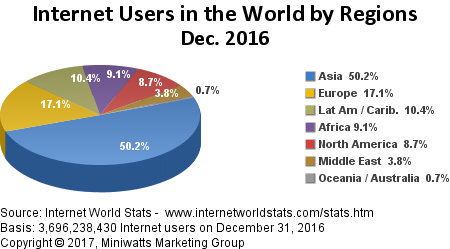 Internet Users in the World by Regions
Dec. 2016
50.2%
17.1%
10.4%
9.1%
8.7%
3.8%
0.7%
Asia 50.2%
Europe 17.1%
Lat Am / Carib. 10.4%
Africa 9.1%
North America 8.7%
Middle East 3.8%
Oceania / Australia 0.7%
Source: Internet World Stats - www.internetworldstats.com/stats.htm
Basis: 3,696,238,430 Internet users on December 31, 2016
Copyright © 2017, Miniwatts Marketing Group